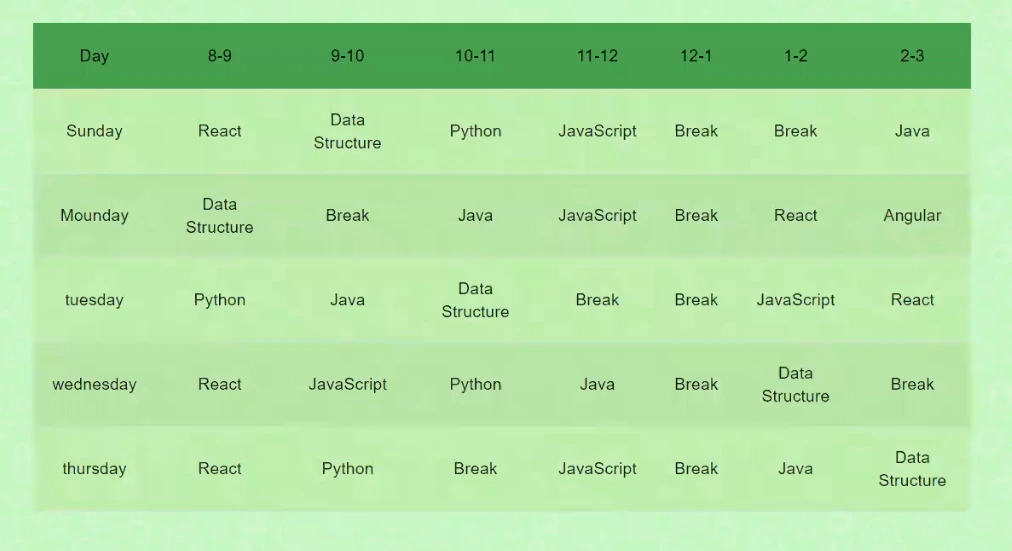 Day 8-9 9-10 10-11 11-12 12-1 1-2 2-3
Sunday React Data Structure Python JavaScript Break Break Java
Mounday Data Structure Break Java JavaScript Break React Angular
tuesday Python Java Data Structure Break Break JavaScript React
wednesday React JavaScript Python Java Break Data Structure Break
thursday React Python Break JavaScript Break Java Data Structure